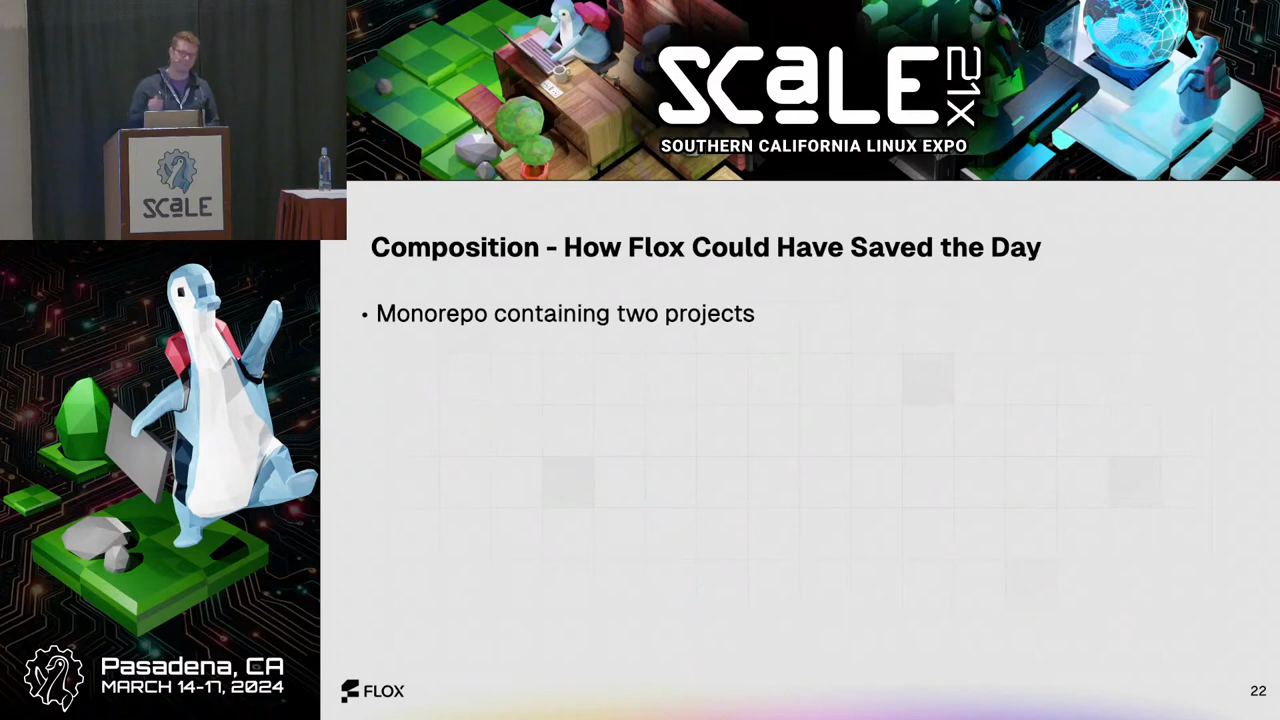 SCALE
SCALE
21X
SOUTHERN CALIFORNIA LINUX EXPO
Composition - How Flox Could Have Saved the Day
• Monorepo containing two projects
Pasadena, CA
MARCH 14-17, 2024
FLOX
22